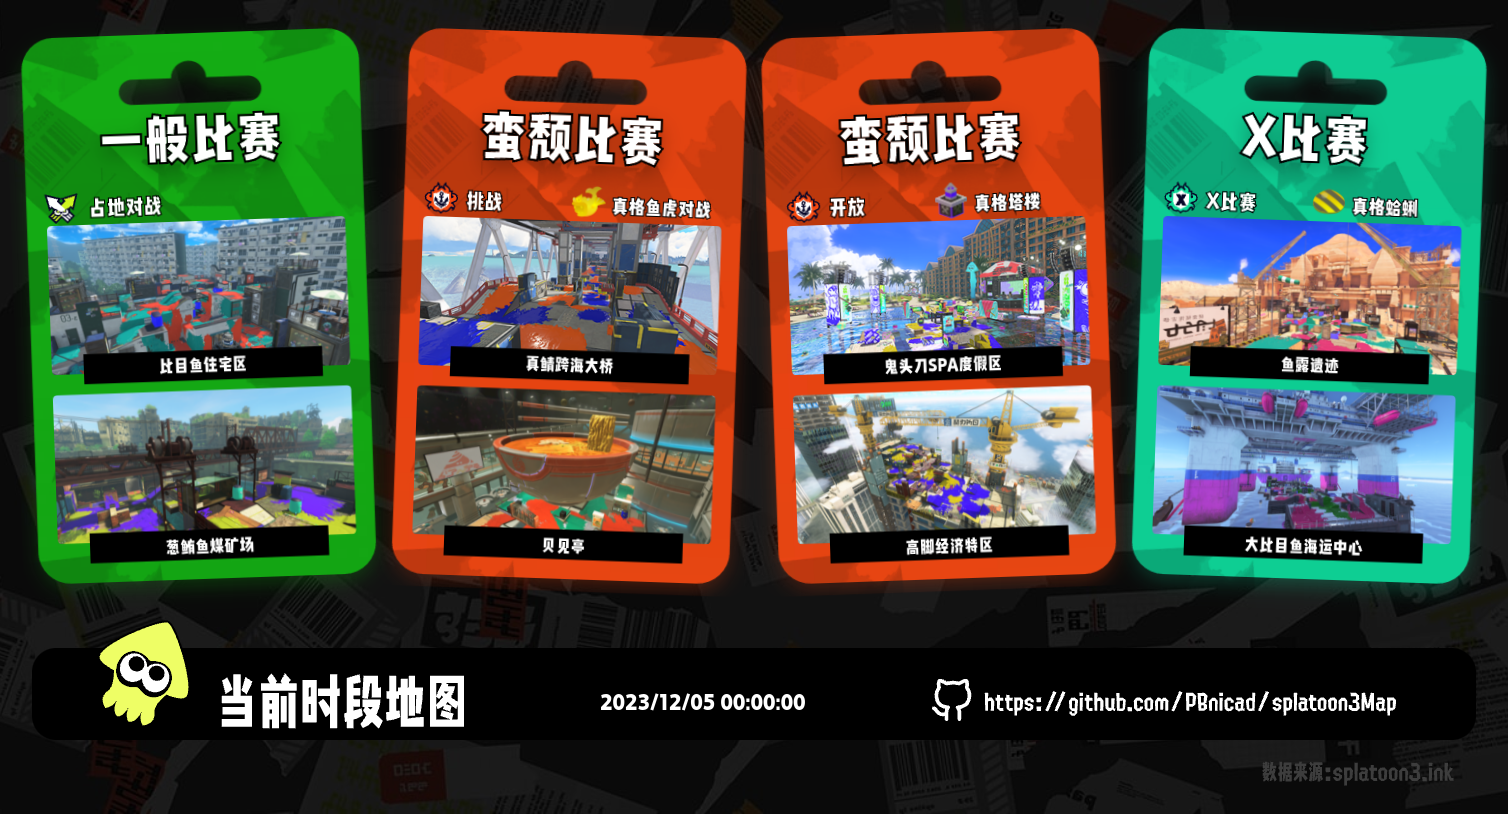 一般比赛
占地对战
比目鱼住宅区
葱鲔鱼煤矿场
蛮颓比赛
挑战
真格鱼虎对战
真鲭跨海大桥
贝见亭
蛮颓比赛
开放
真格塔楼
鬼头刀SPA度假区
高脚经济特区
X比赛
X比赛
真格蛤蜊
鱼露遗迹
大比目鱼海运中心
当前时段地图
2023/12/05 00:00:00
https://github.com/PBnicad/splatoon3Map
数据来源:splatoon3.ink